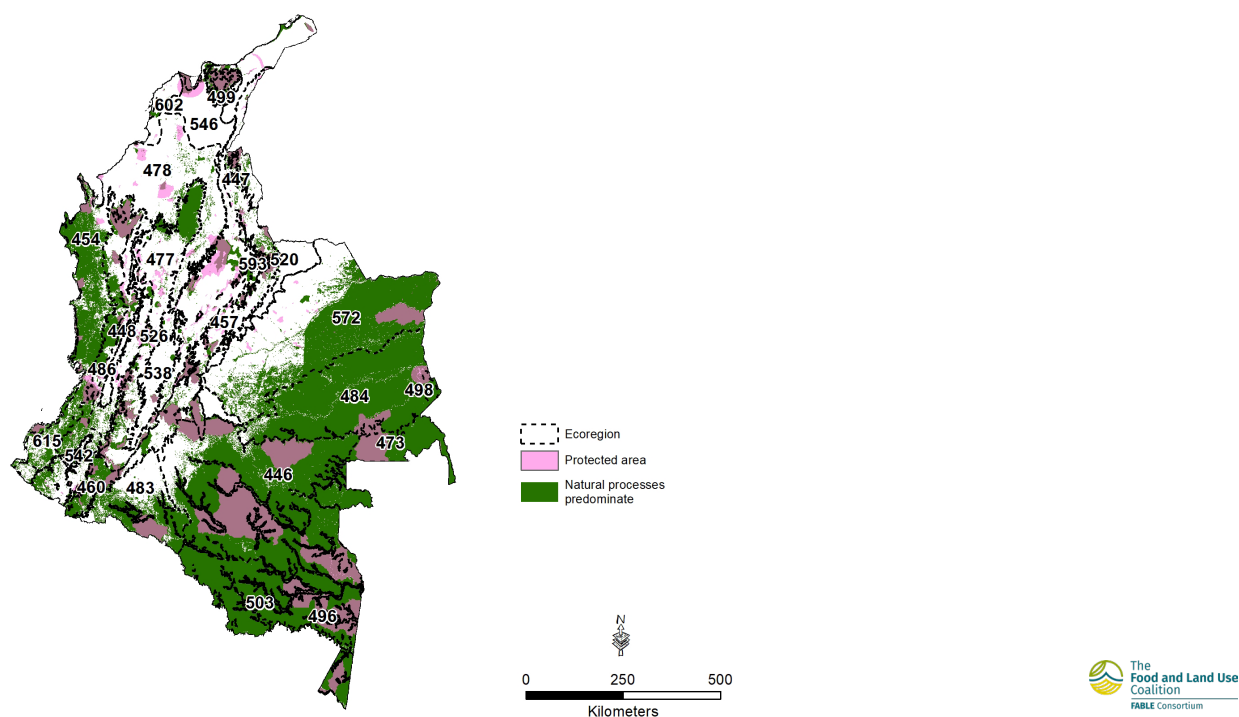 499
602
546
478
447
454
477
593
520
572
457
448
526
486
538
484
498
615
542
473
446
460
483
503
496
Ecoregion
Protected area
Natural processes
predominate
N
0 250 500
Kilometers
The
Food and Land Use
Coalition
FABLE Consortium